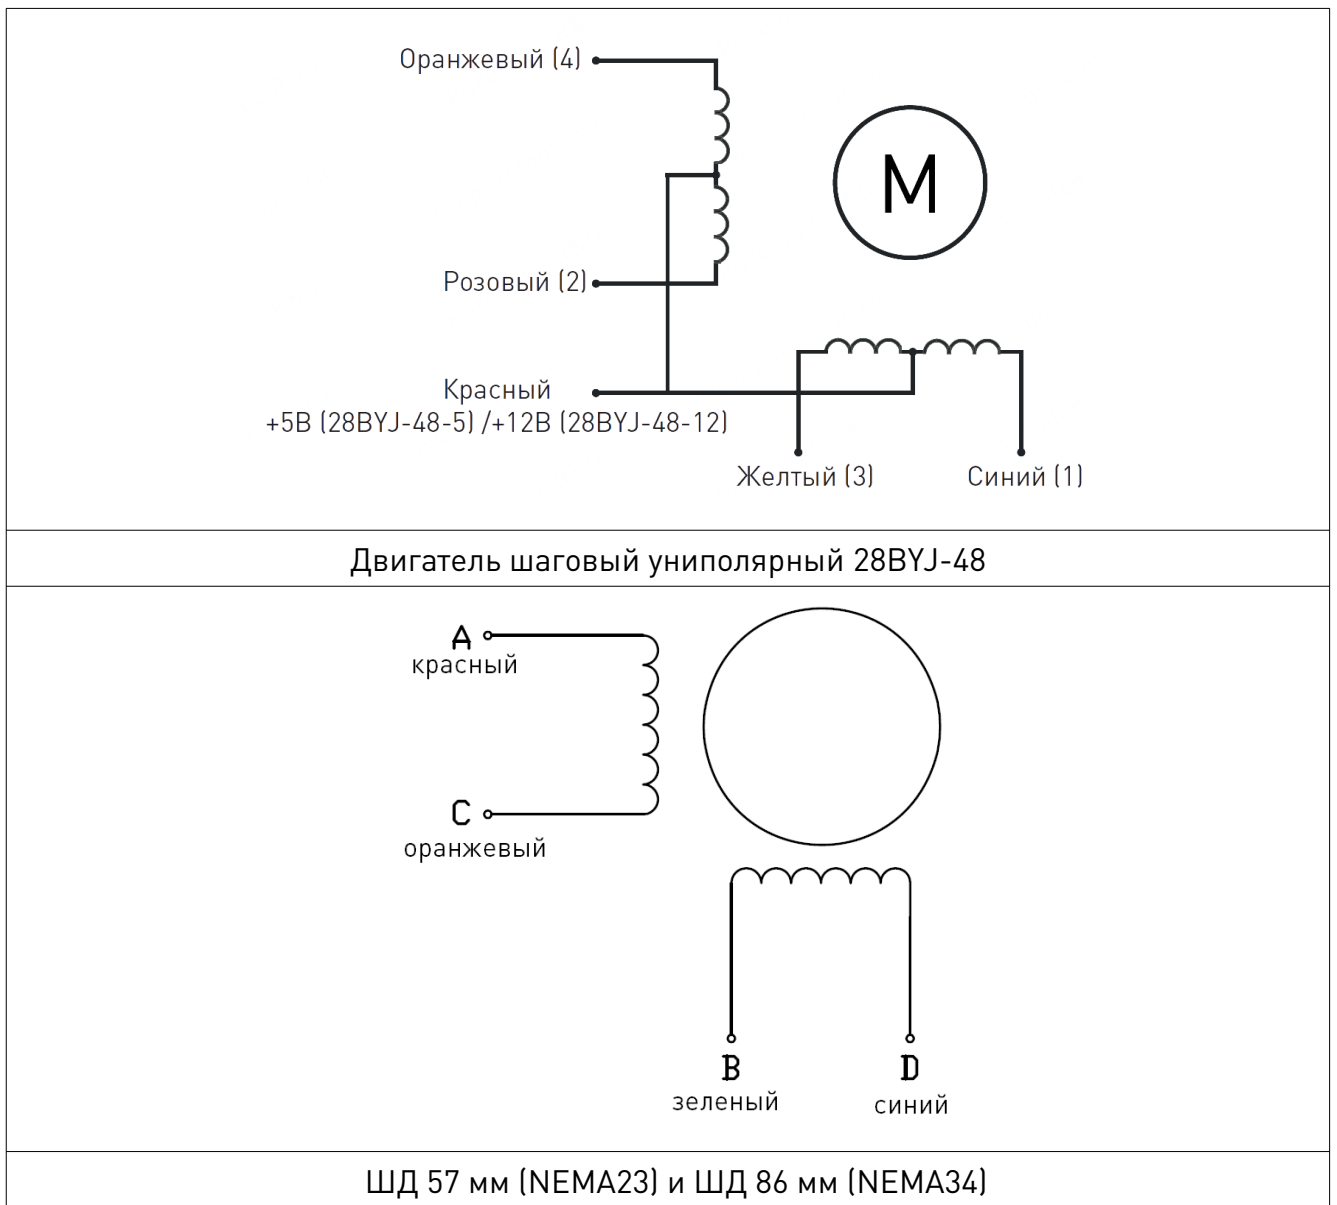 Оранжевый (4)
M
Розовый (2)
Красный
+5В (28BYJ-48-5) /+12В (28BYJ-48-12)
Желтый (3)
Синий (1)
Двигатель шаговый униполярный 28BYJ-48
A
красный
C
оранжевый
B
D
зеленый
синий
ШД 57 мм (NEMA23) и ШД 86 мм (NEMA34)